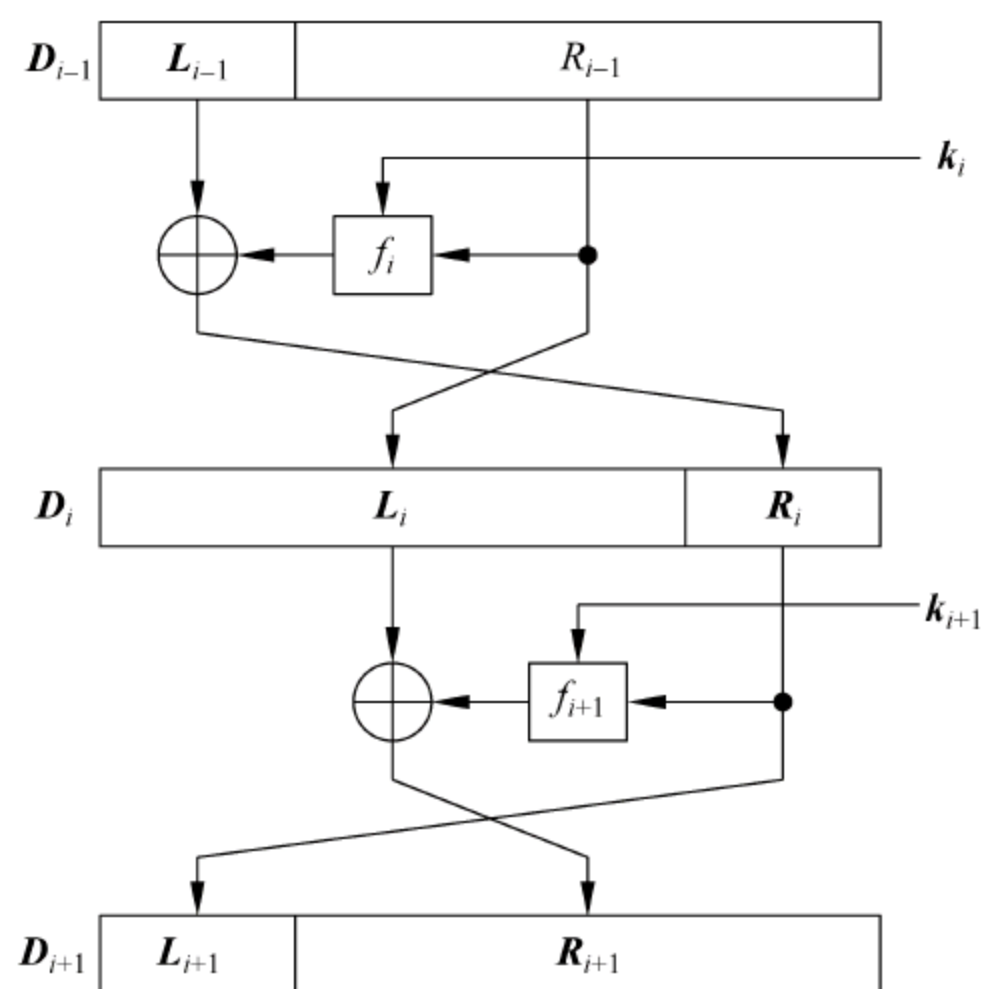 D_{i–1} L_{i–1} R_{i–1}
k_i
f_i
D_i L_i R_i
k_{i+1}
f_{i+1}
D_{i+1} L_{i+1} R_{i+1}